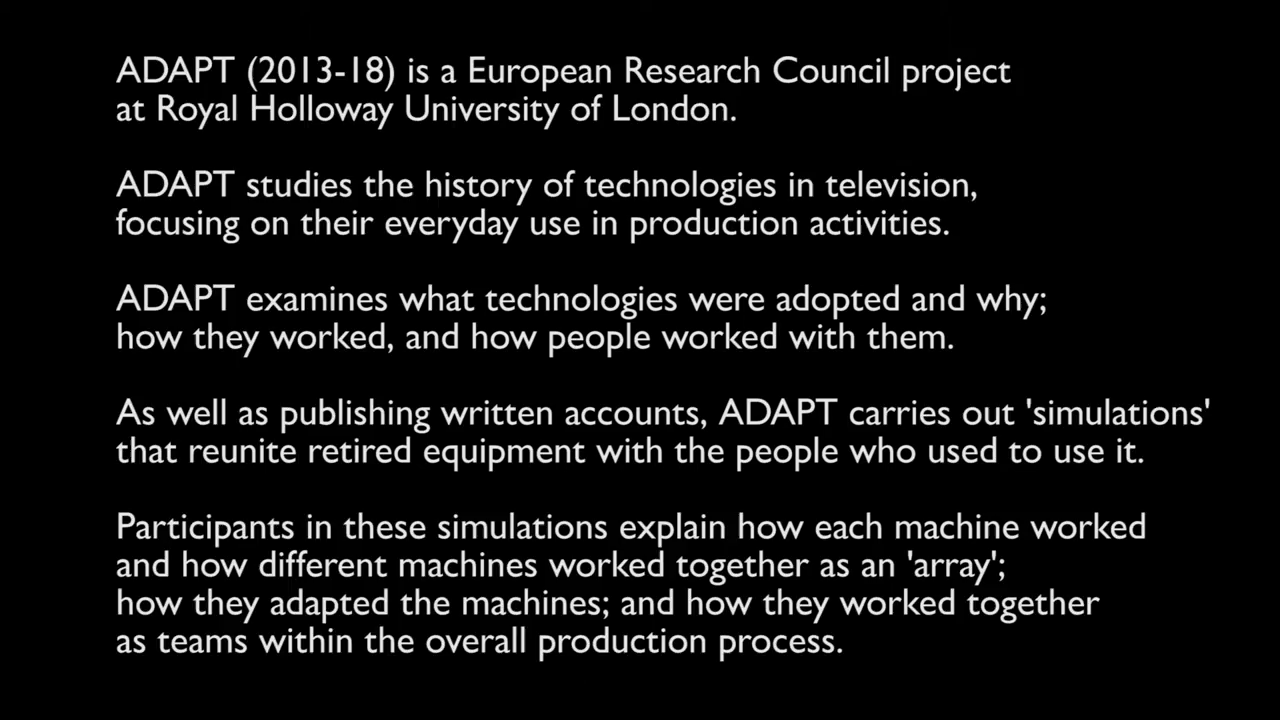 ADAPT (2013-18) is a European Research Council project
at Royal Holloway University of London.
ADAPT studies the history of technologies in television,
focusing on their everyday use in production activities.
ADAPT examines what technologies were adopted and why;
how they worked, and how people worked with them.
As well as publishing written accounts, ADAPT carries out 'simulations'
that reunite retired equipment with the people who used to use it.
Participants in these simulations explain how each machine worked
and how different machines worked together as an 'array';
how they adapted the machines; and how they worked together
as teams within the overall production process.